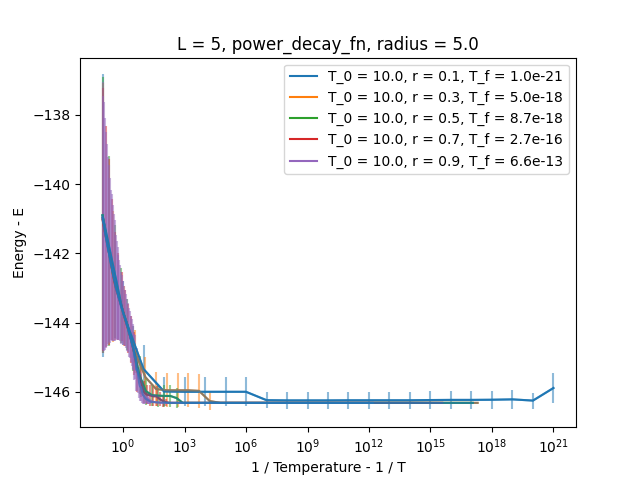 L = 5, power_decay_fn, radius = 5.0
T_0 = 10.0, r = 0.1, T_f = 1.0e-21
T_0 = 10.0, r = 0.3, T_f = 5.0e-18
T_0 = 10.0, r = 0.5, T_f = 8.7e-18
T_0 = 10.0, r = 0.7, T_f = 2.7e-16
T_0 = 10.0, r = 0.9, T_f = 6.6e-13
Energy - E
−138
−140
−142
−144
−146
10⁰ 10³ 10⁶ 10⁹ 10¹² 10¹⁵ 10¹⁸ 10²¹
1 / Temperature - 1 / T